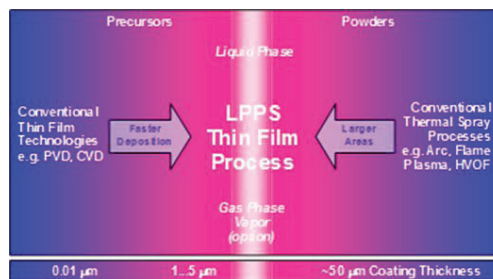 Precursors
Powders
Liquid Phase
Conventional
Thin Film
Technologies
e.g. PVD, CVD
Faster
Deposition
LPPS
Thin Film
Process
Larger
Areas
Conventional
Thermal Spray
Processes
e.g. Arc, Flame
Plasma, HVOF
Gas Phase
Vapor
(option)
0.01 µm
1...5 µm
~50 µm Coating Thickness